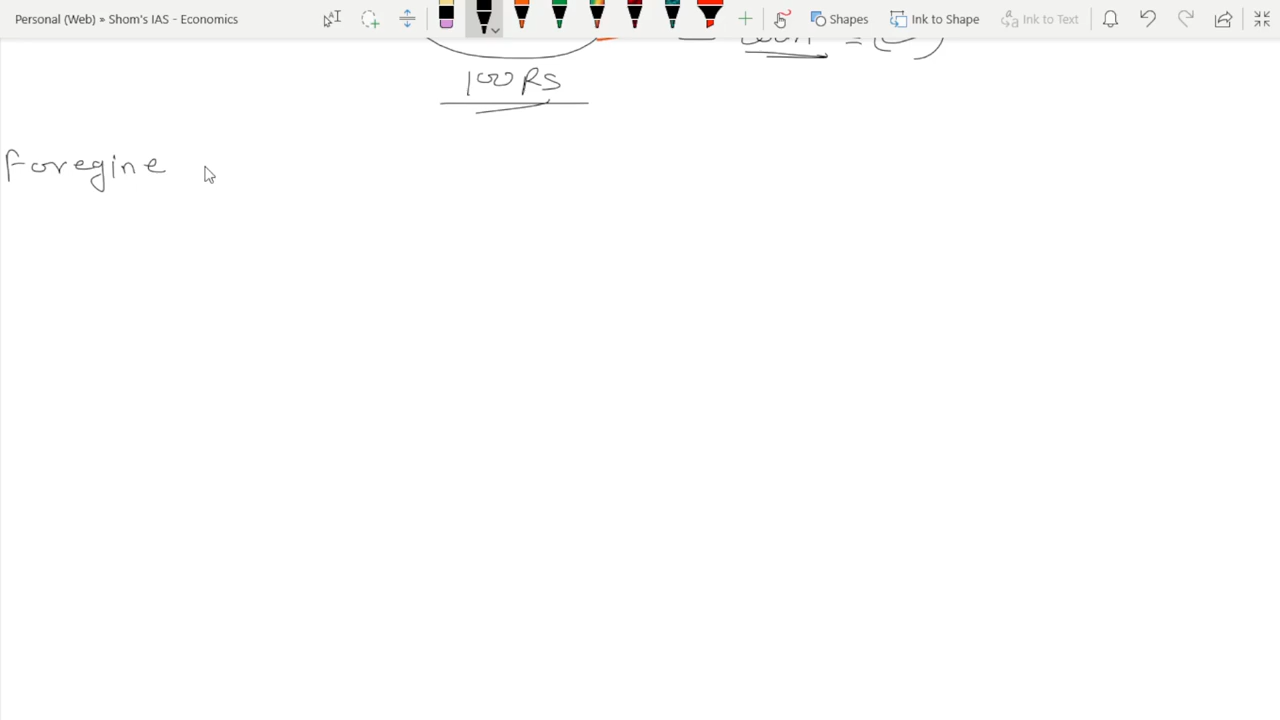 Personal (Web) » Shom's IAS - Economics
Shapes
Ink to Shape
Ink to Text
100 RS
Foregine